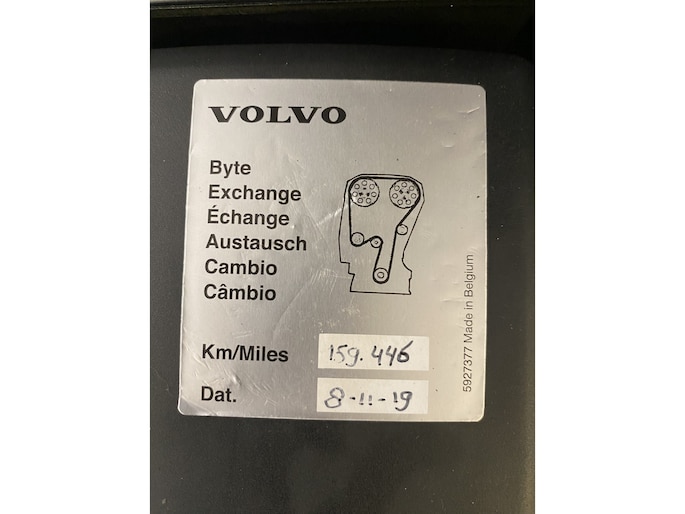 VOLVO
Byte
Exchange
Échange
Austausch
Cambio
Câmbio
Km/Miles 159.446
Dat. 8-11-19
5927377 Made in Belgium